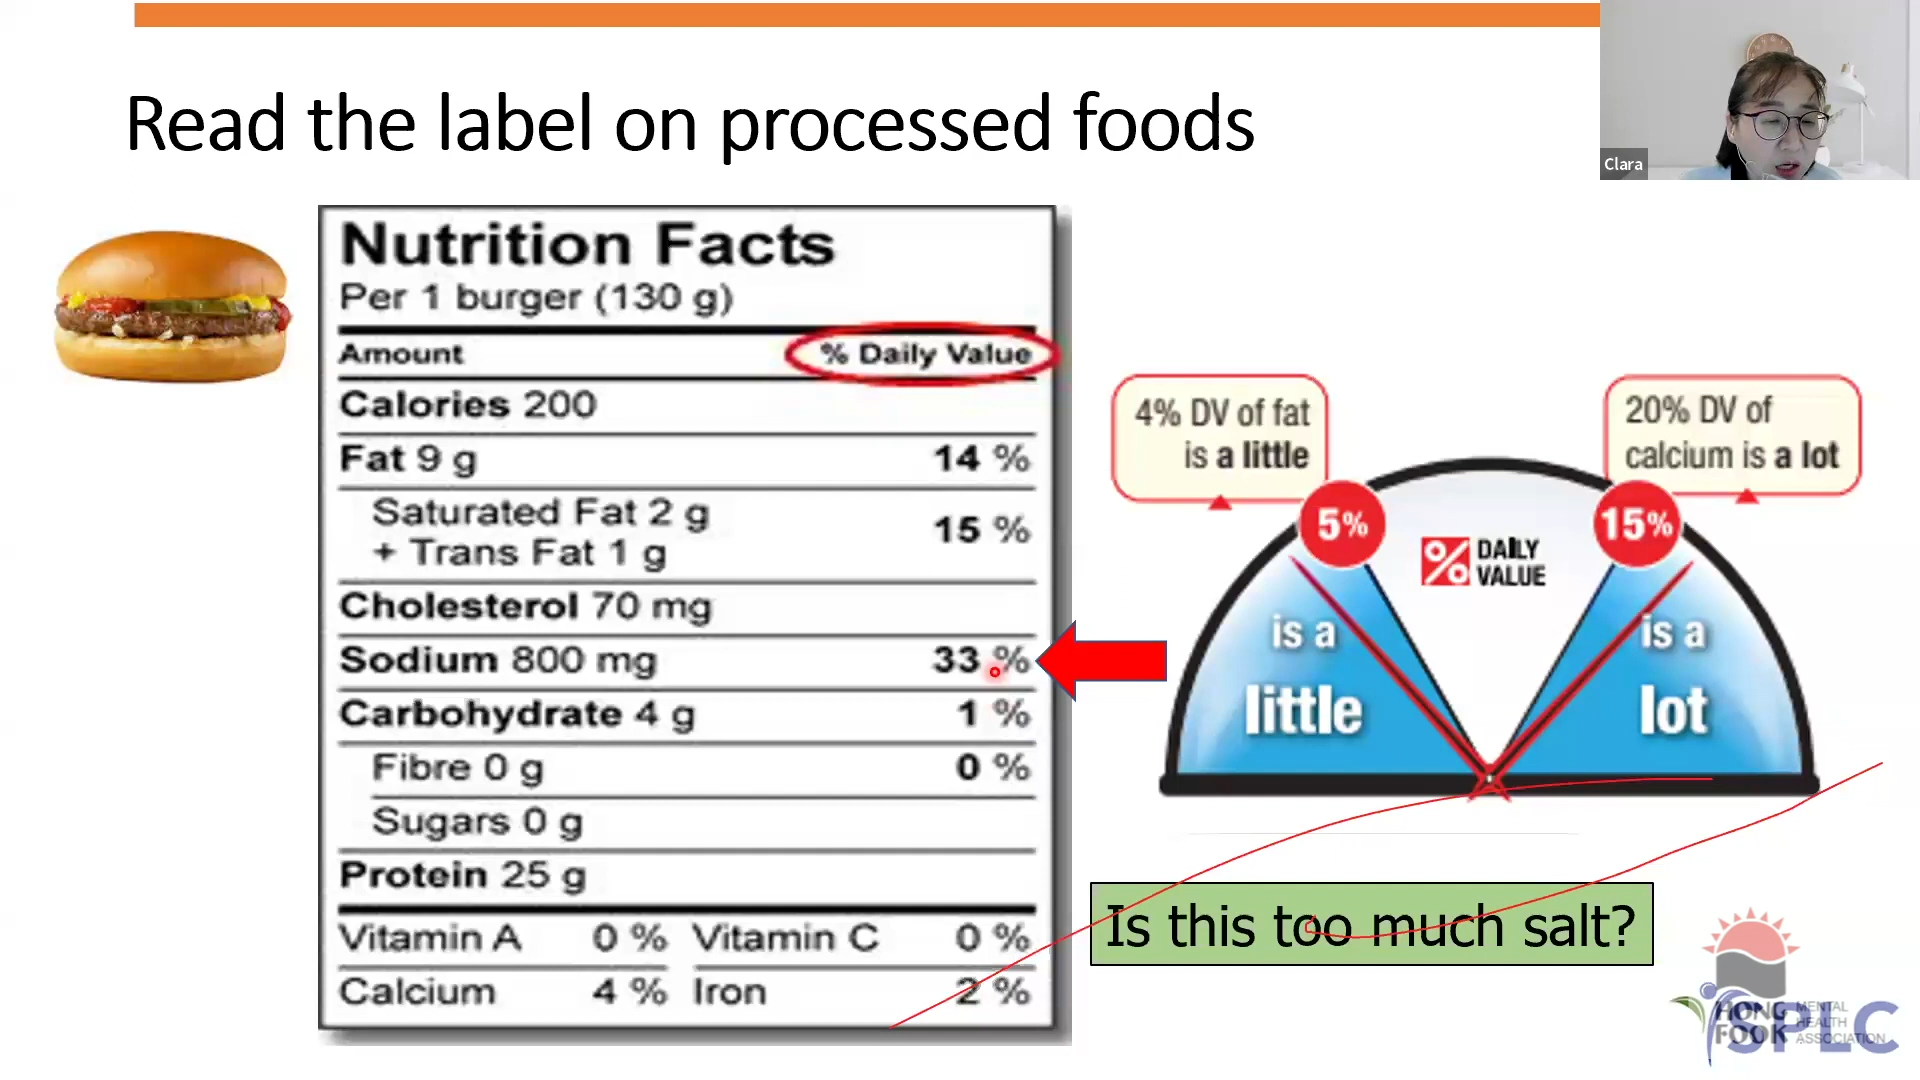 Clara
Read the label on processed foods
Nutrition Facts
Per 1 burger (130 g)
Amount % Daily Value
Calories 200
Fat 9 g 14 %
Saturated Fat 2 g
+ Trans Fat 1 g 15 %
Cholesterol 70 mg
Sodium 800 mg 33 %
Carbohydrate 4 g 1 %
Fibre 0 g 0 %
Sugars 0 g
Protein 25 g
Vitamin A 0 % Vitamin C 0 %
Calcium 4 % Iron 2 %
4% DV of fat
is a little
20% DV of
calcium is a lot
5%
15%
% DAILY
VALUE
is a
little
is a
lot
Is this too much salt?
HONG
FOOK
MENTAL
HEALTH
ASSOCIATION
SPLC